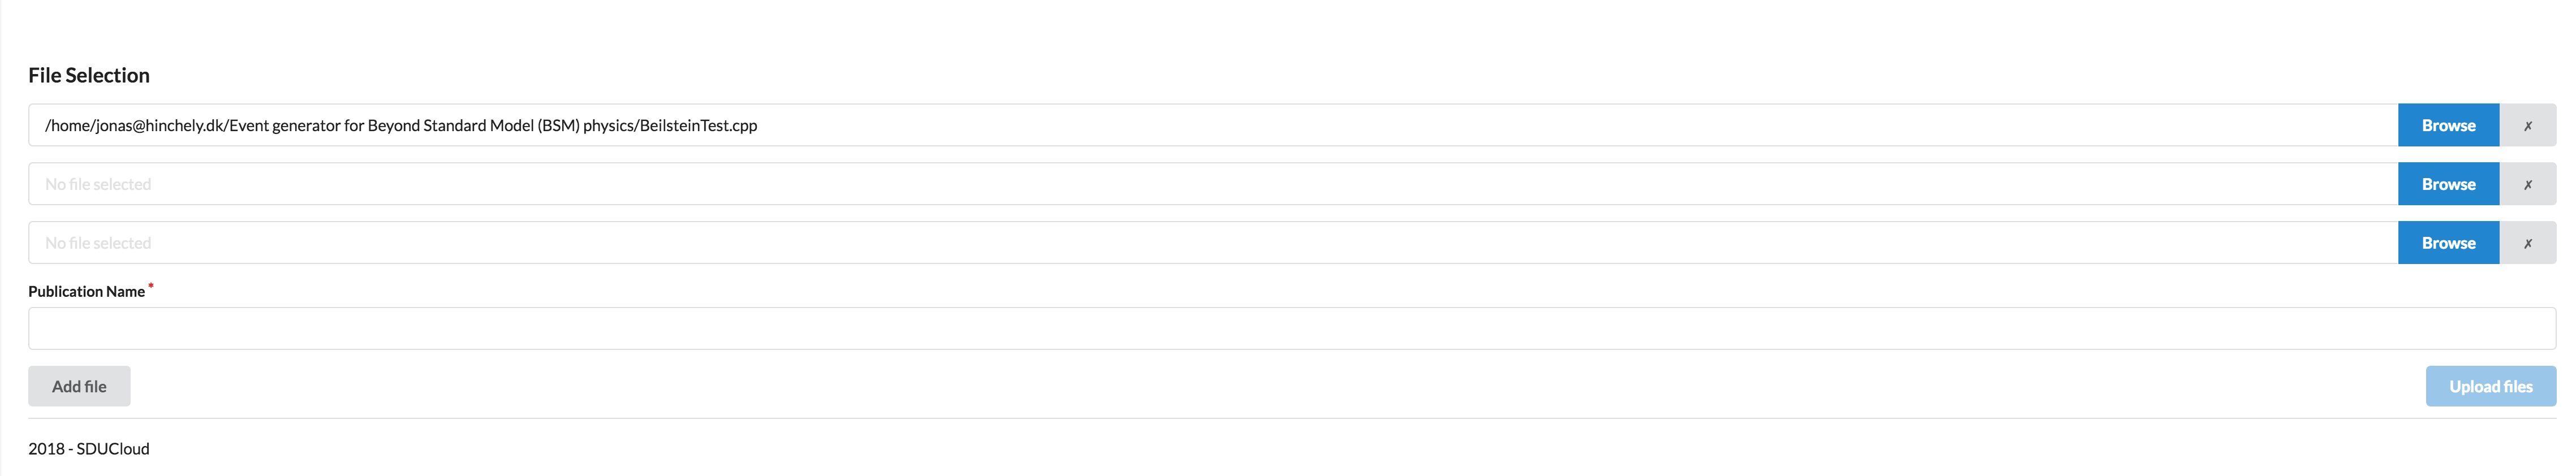 File Selection
/home/jonas@hinchely.dk/Event generator for Beyond Standard Model (BSM) physics/BeilsteinTest.cpp
Browse
✗
No file selected
Browse
✗
No file selected
Browse
✗
Publication Name *
Add file
Upload files
2018 - SDUCloud